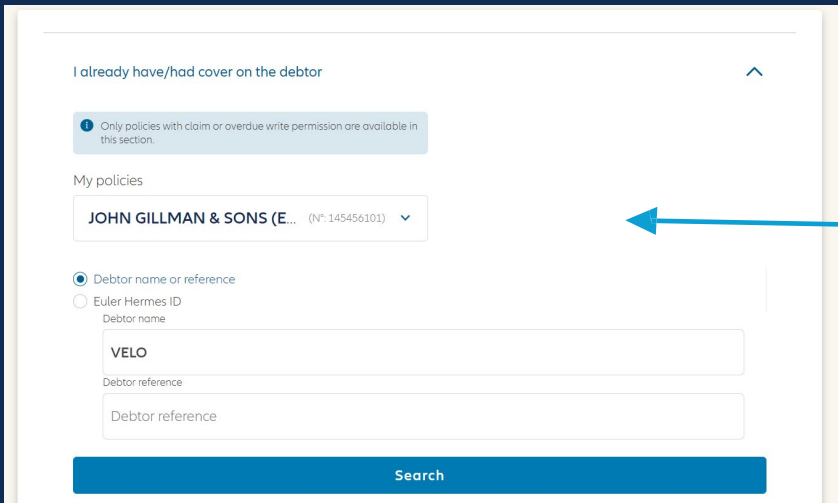 I already have/had cover on the debtor
Only policies with claim or overdue write permission are available in
this section.
My policies
JOHN GILLMAN & SONS (E... (N°: 145456101)
Debtor name or reference
Euler Hermes ID
Debtor name
VELO
Debtor reference
Debtor reference
Search